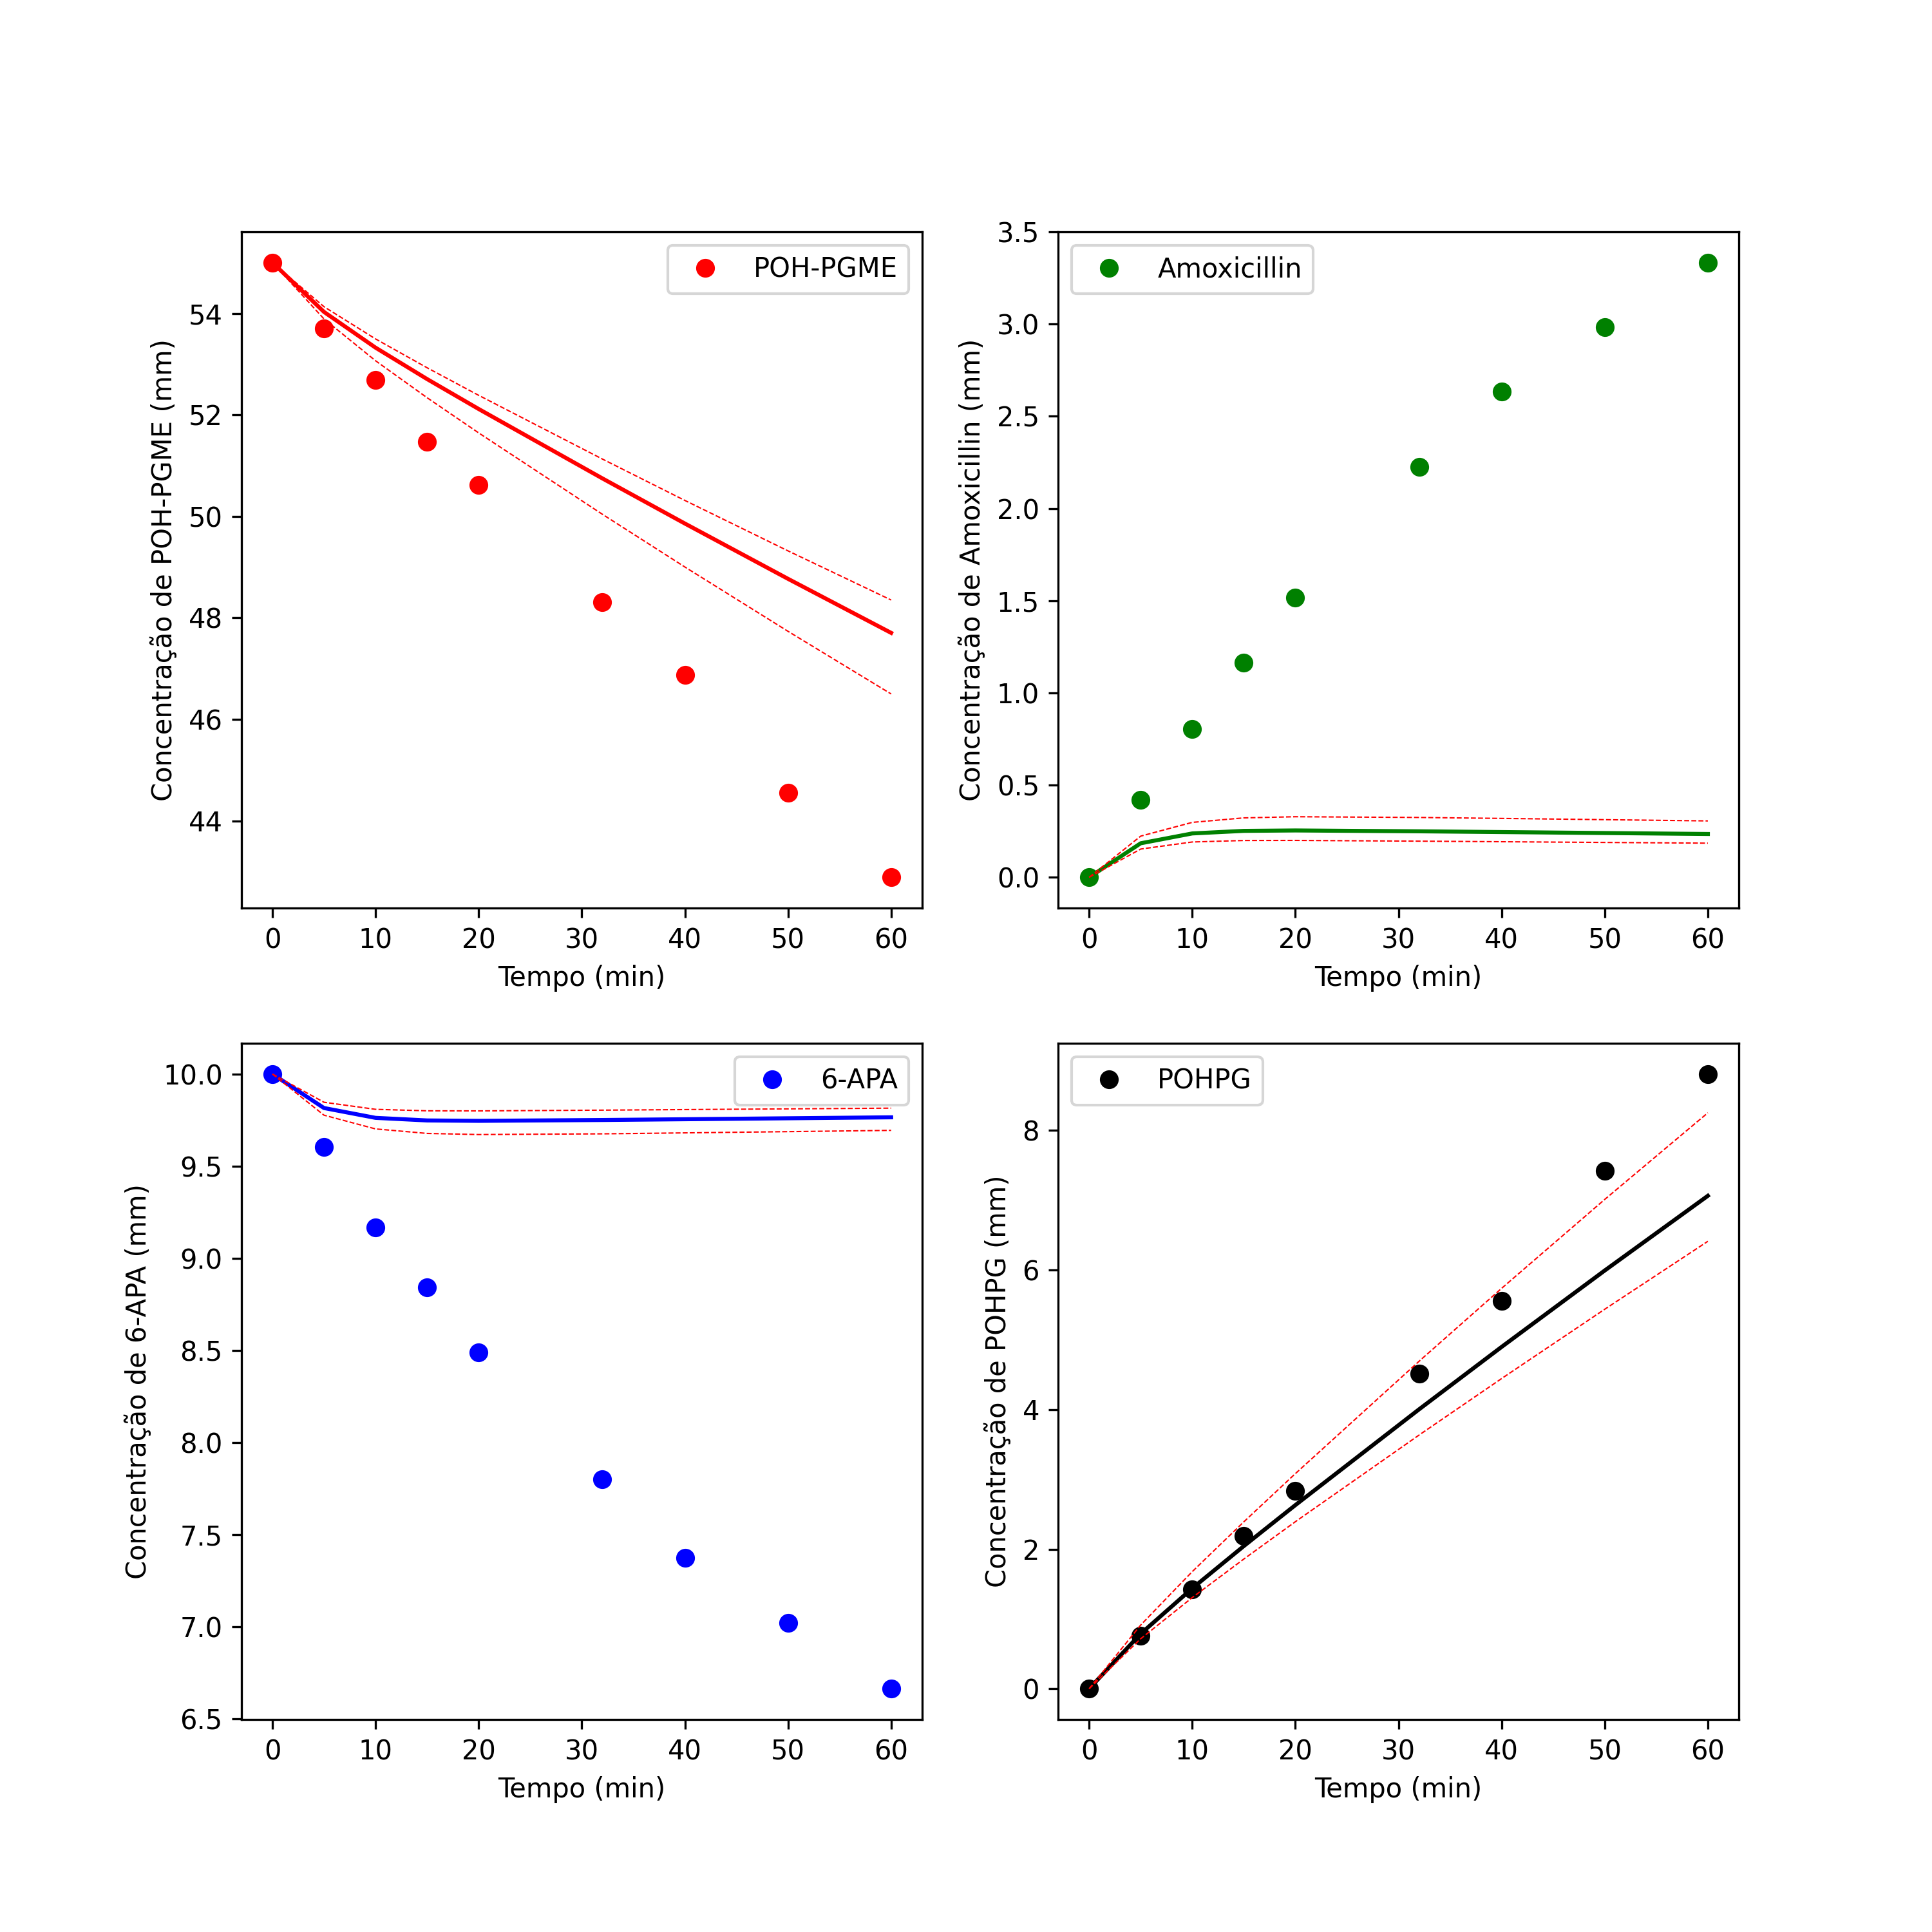 POH-PGME
Concentração de POH-PGME (mm)
54
52
50
48
46
44
0 10 20 30 40 50 60
Tempo (min)
Amoxicillin
Concentração de Amoxicillin (mm)
3.5
3.0
2.5
2.0
1.5
1.0
0.5
0.0
0 10 20 30 40 50 60
Tempo (min)
6-APA
Concentração de 6-APA (mm)
10.0
9.5
9.0
8.5
8.0
7.5
7.0
6.5
0 10 20 30 40 50 60
Tempo (min)
POHPG
Concentração de POHPG (mm)
8
6
4
2
0
0 10 20 30 40 50 60
Tempo (min)